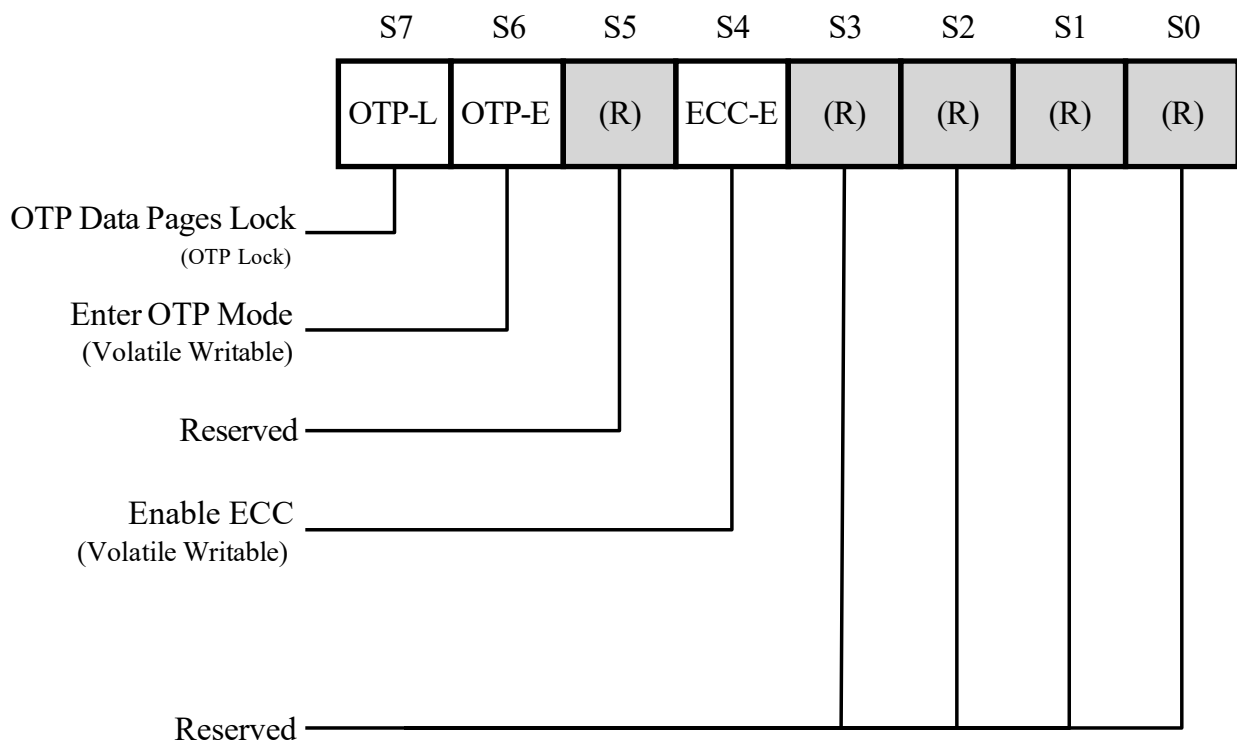 S7 S6 S5 S4 S3 S2 S1 S0
OTP-L OTP-E (R) ECC-E (R) (R) (R) (R)
OTP Data Pages Lock
(OTP Lock)
Enter OTP Mode
(Volatile Writable)
Reserved
Enable ECC
(Volatile Writable)
Reserved